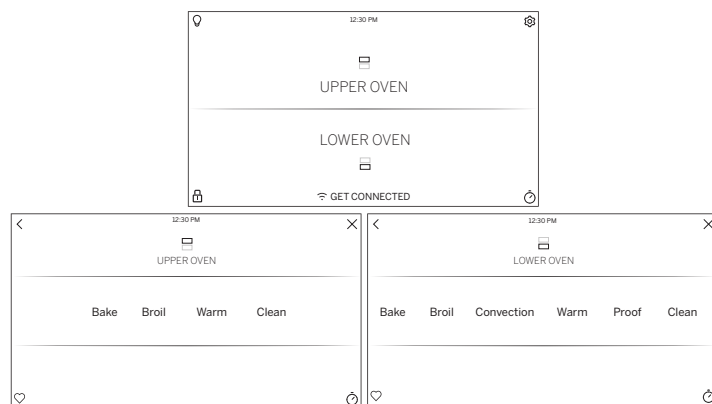 12:30 PM
UPPER OVEN
LOWER OVEN
GET CONNECTED
12:30 PM
UPPER OVEN
Bake Broil Warm Clean
12:30 PM
LOWER OVEN
Bake Broil Convection Warm Proof Clean